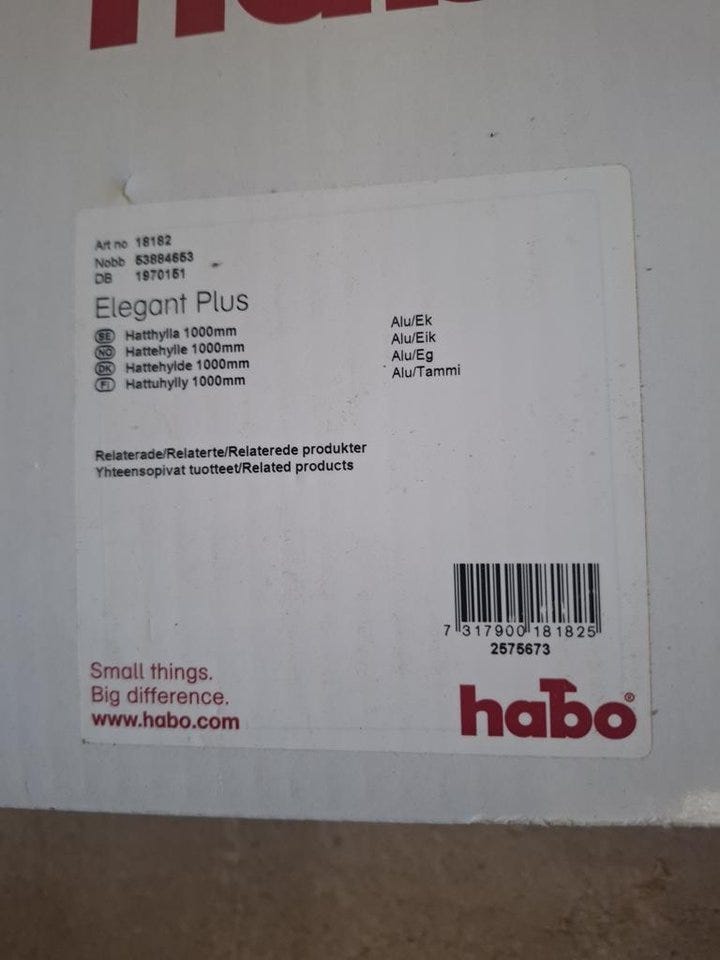 habo
Art no 18182
Nobb 53884653
DB 1970151
Elegant Plus
SE Hatthylla 1000mm Alu/Ek
NO Hattehylle 1000mm Alu/Eik
DK Hattehylde 1000mm Alu/Eg
FI Hattuhylly 1000mm Alu/Tammi
Relaterade/Relaterte/Relaterede produkter
Yhteensopivat tuotteet/Related products
7 317900 181825
2575673
Small things.
Big difference.
www.habo.com
habo®